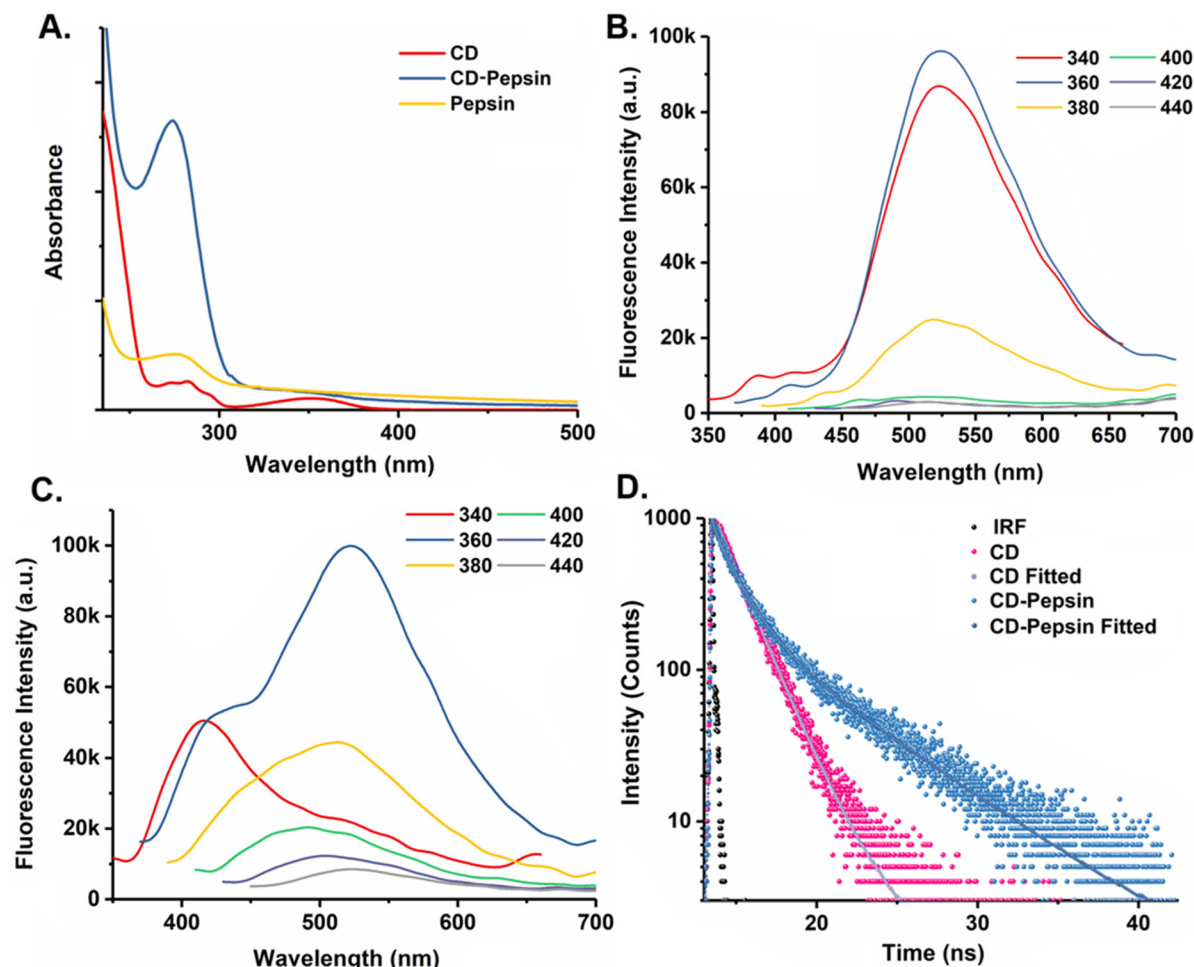 A.
CD
CD-Pepsin
Pepsin
Absorbance
300 400 500
Wavelength (nm)
B.
100k
80k
60k
40k
20k
0
340 400
360 420
380 440
Fluorescence Intensity (a.u.)
350 400 450 500 550 600 650 700
Wavelength (nm)
C.
100k
80k
60k
40k
20k
0
340 400
360 420
380 440
Fluorescence Intensity (a.u.)
400 500 600 700
Wavelength (nm)
D.
1000
100
10
IRF
CD
CD Fitted
CD-Pepsin
CD-Pepsin Fitted
Intensity (Counts)
20 30 40
Time (ns)